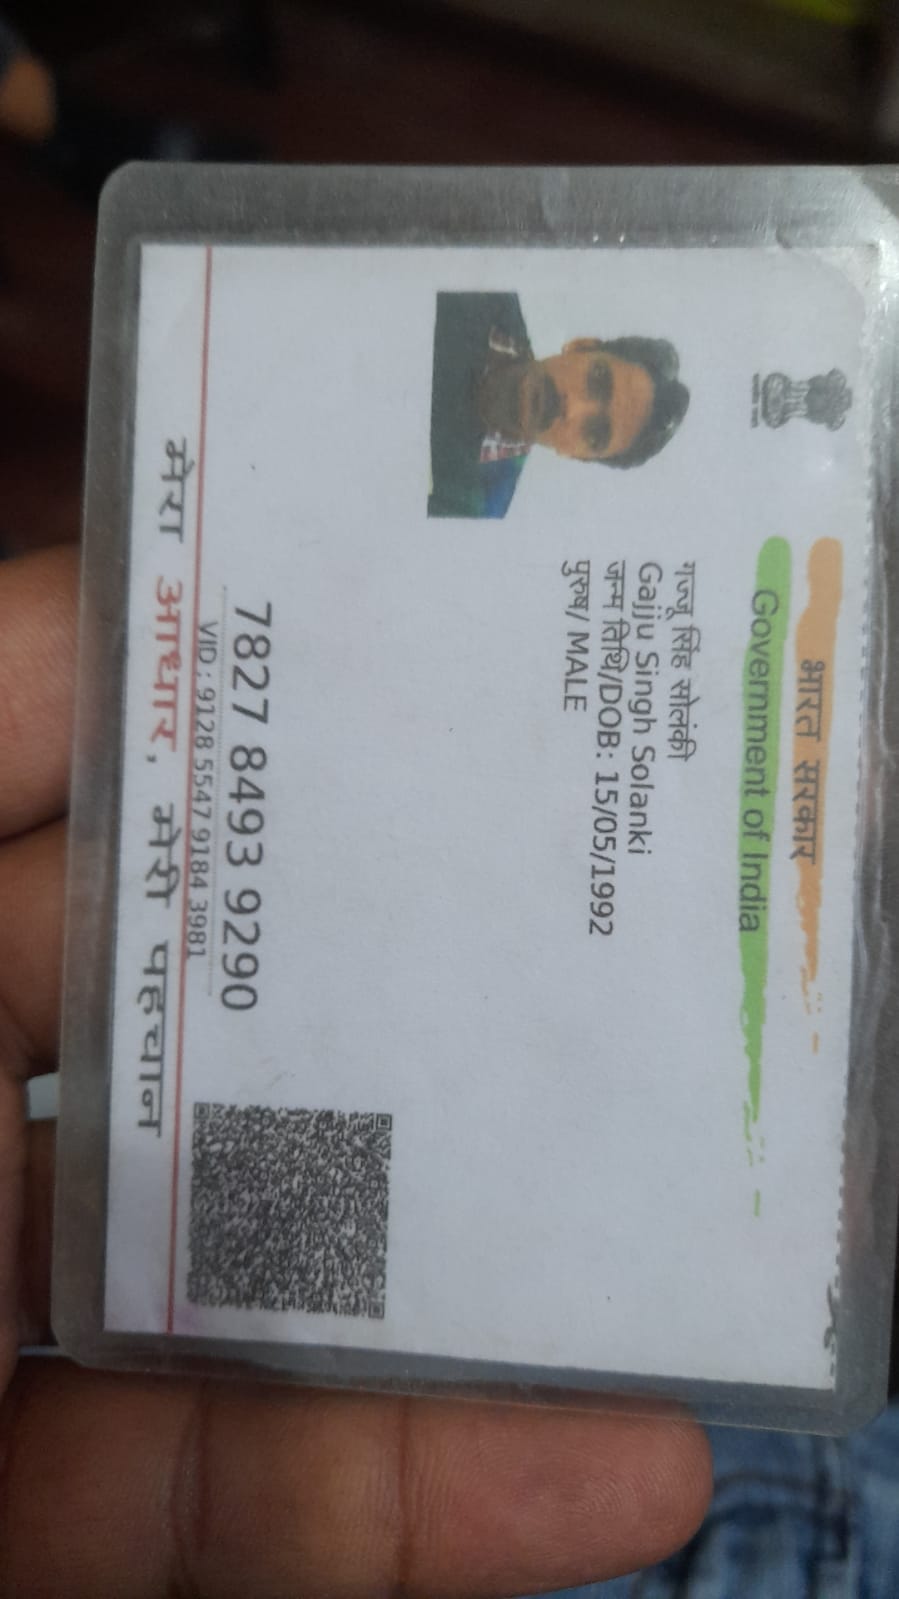 भारत सरकार
Government of India
गज्जु सिंह सोलंकी
Gajju Singh Solanki
जन्म तिथि/DOB: 15/05/1992
पुरुष/ MALE
7827 8493 9290
VID : 9128 5547 9184 3981
मेरा आधार, मेरी पहचान